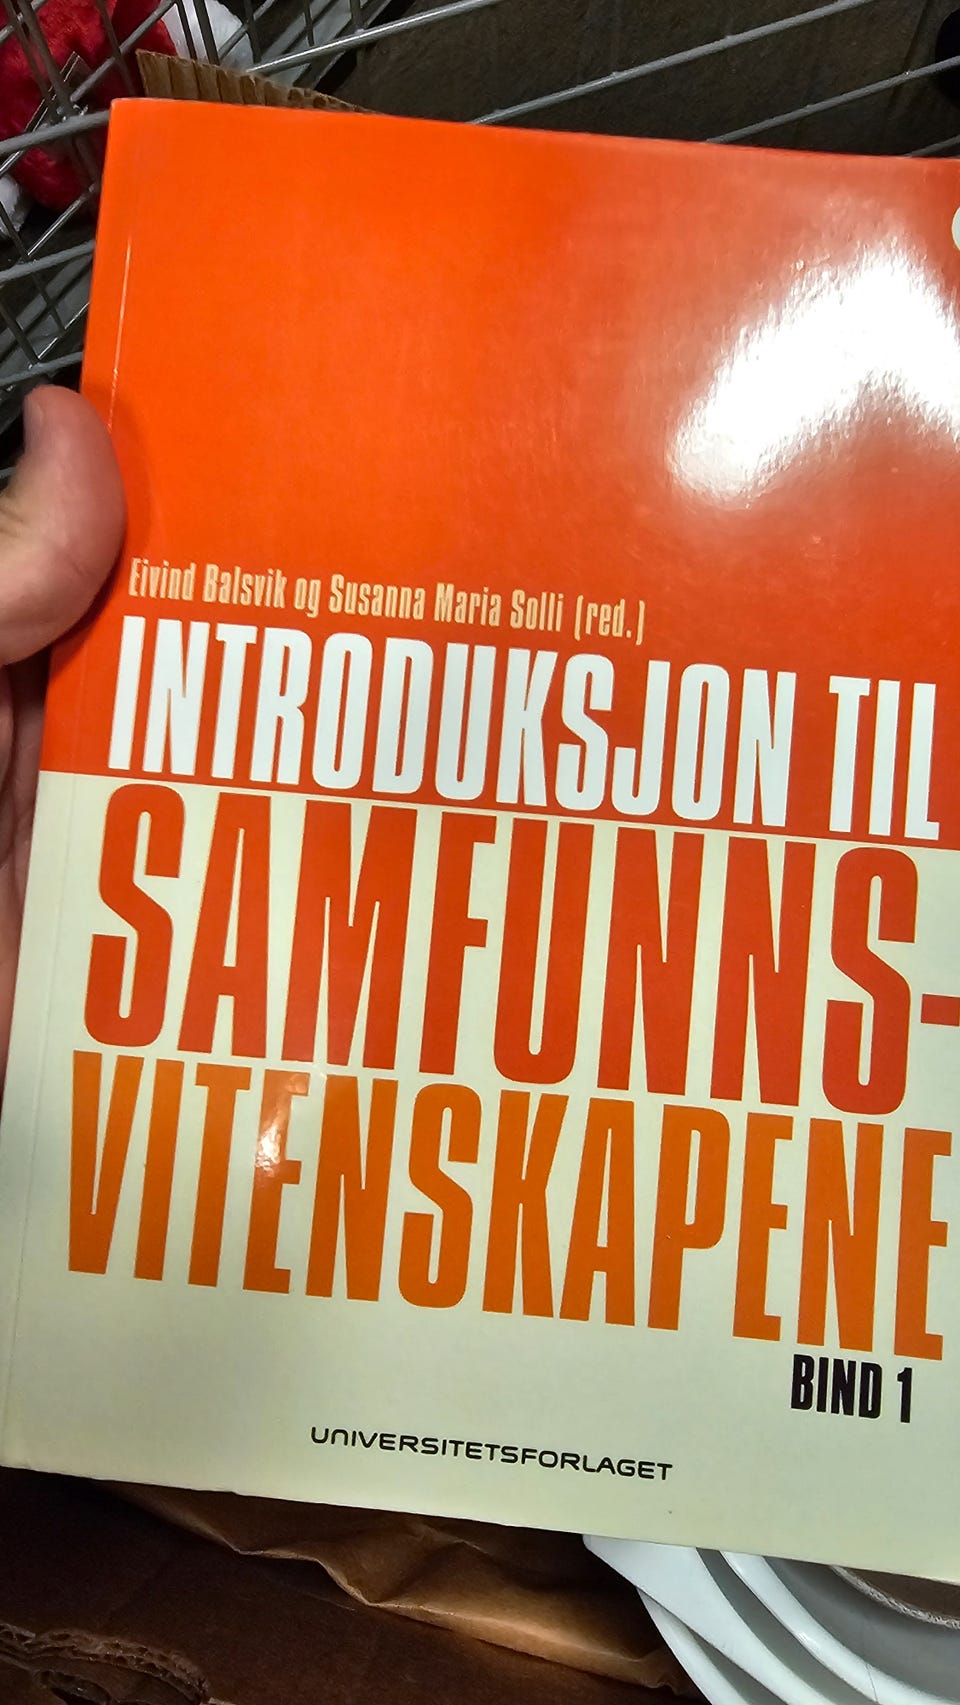 Eivind Balsvik og Susanna Maria Solli (red.)
INTRODUKSJON TIL
SAMFUNNS-
VITENSKAPENE
BIND 1
UNIVERSITETSFORLAGET